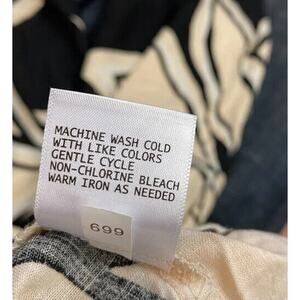 MACHINE WASH COLD
WITH LIKE COLORS
GENTLE CYCLE
NON-CHLORINE BLEACH
WARM IRON AS NEEDED
699